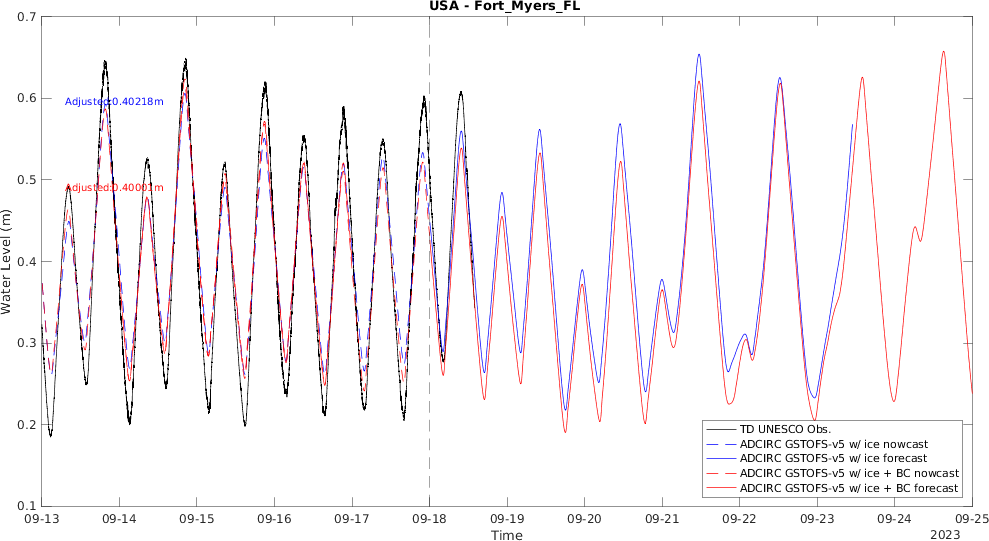 USA - Fort_Myers_FL
0.7
0.6
0.5
0.4
0.3
0.2
0.1
Water Level (m)
Adjusted:0.40218m
Adjusted:0.40001m
TD UNESCO Obs.
ADCIRC GSTOFS-v5 w/ ice nowcast
ADCIRC GSTOFS-v5 w/ ice forecast
ADCIRC GSTOFS-v5 w/ ice + BC nowcast
ADCIRC GSTOFS-v5 w/ ice + BC forecast
09-13 09-14 09-15 09-16 09-17 09-18 09-19 09-20 09-21 09-22 09-23 09-24 09-25
Time
2023